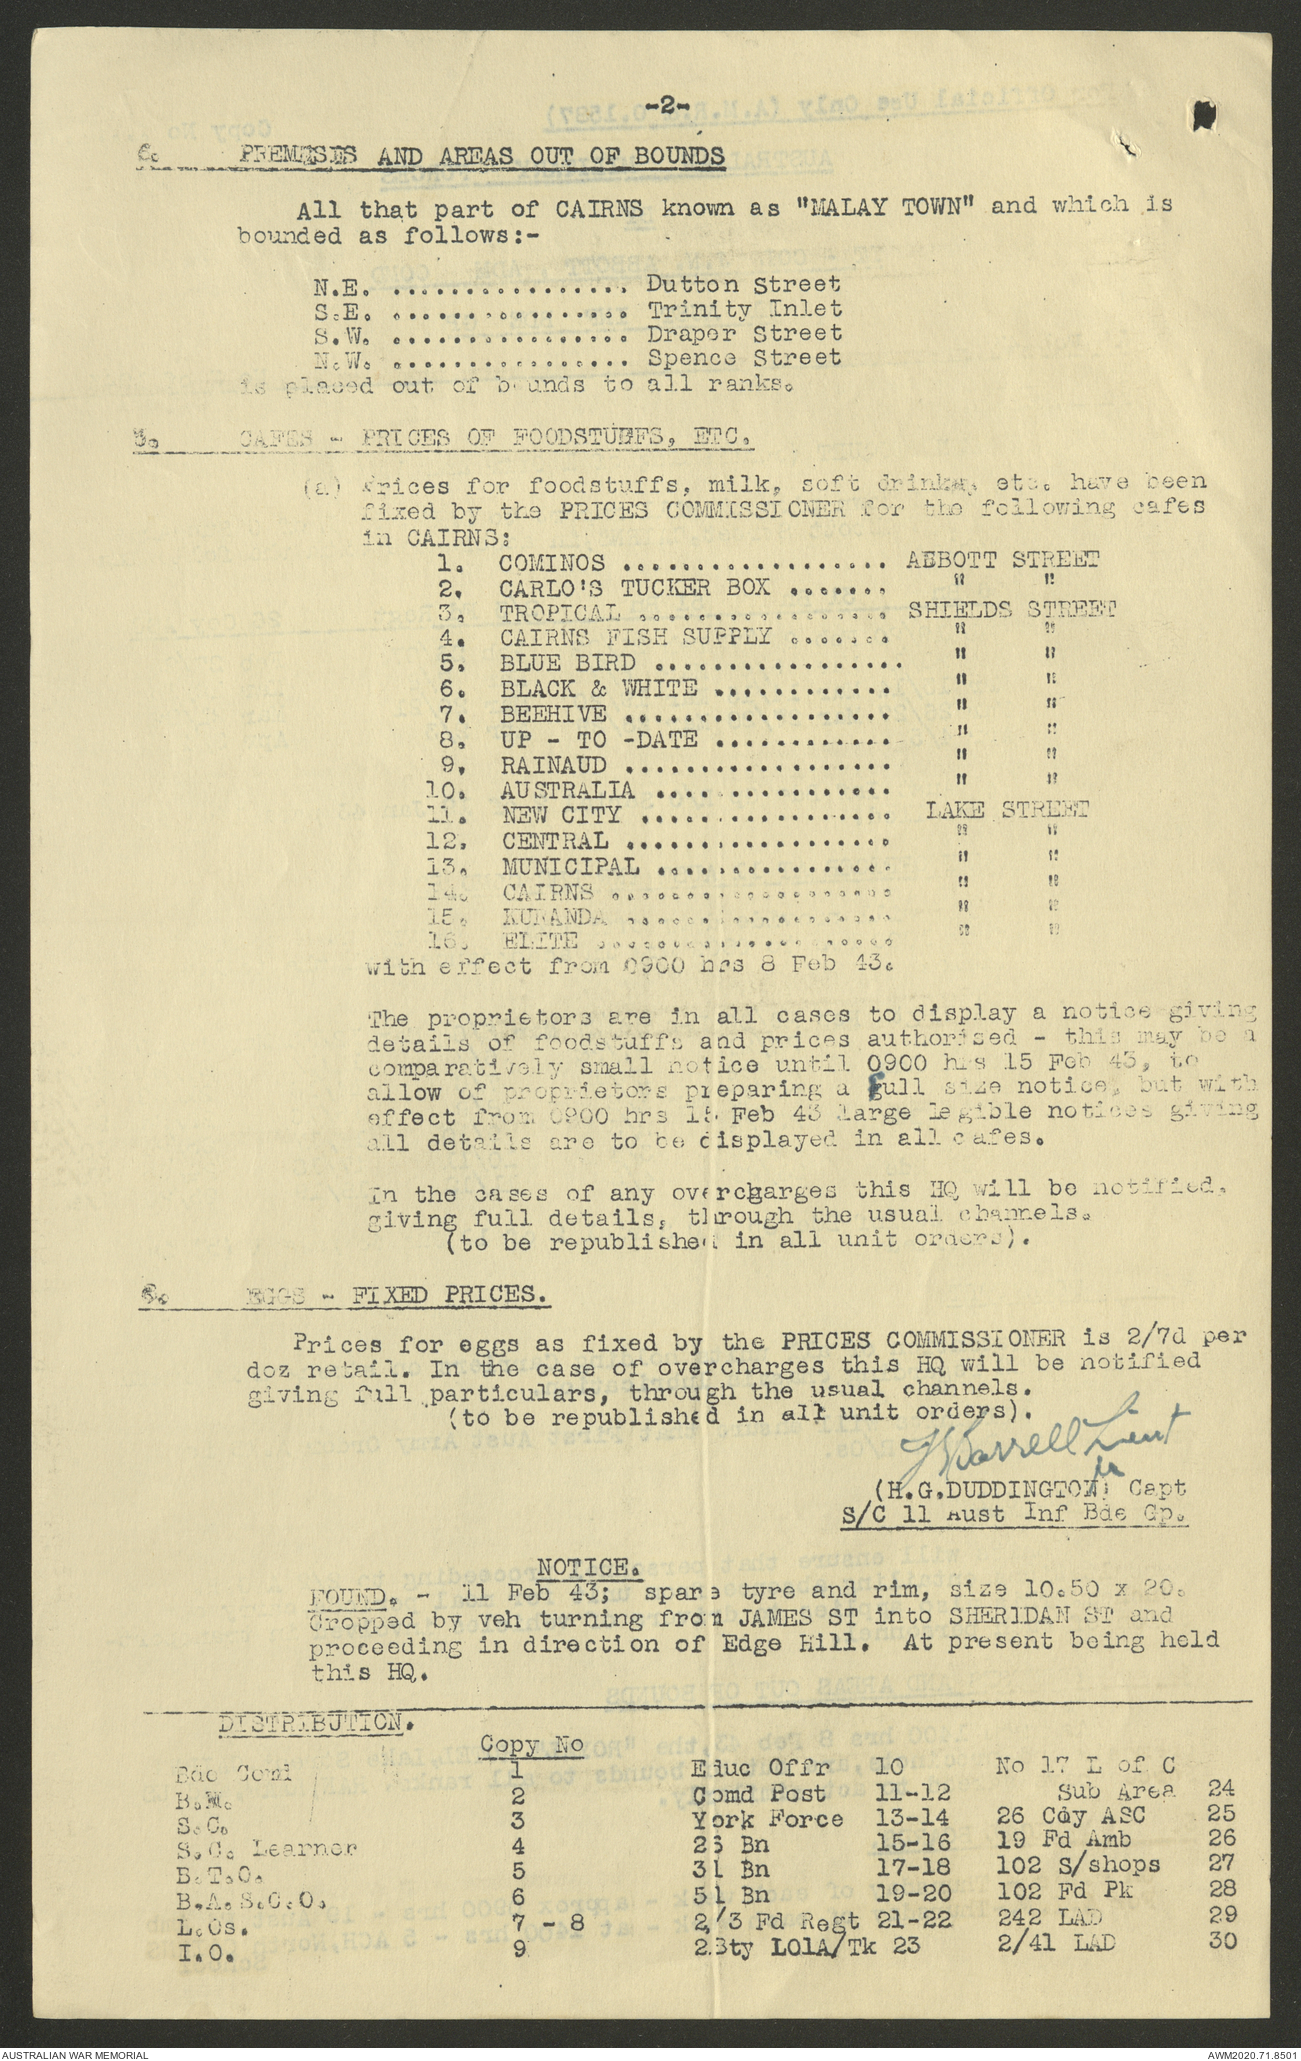 -2-
PREMISES AND AREAS OUT OF BOUNDS
All that part of CAIRNS known as "MALAY TOWN" and which is
bounded as follows:-
N.E. ................ Dutton Street
S.E. ................ Trinity Inlet
S.W. ................ Draper Street
N.W. ................ Spence Street
is placed out of bounds to all ranks.
CAFES - PRICES OF FOODSTUFFS, ETC.
(a) Prices for foodstuffs, milk, soft drinks, etc. have been
fixed by the PRICES COMMISSIONER for the following cafes
in CAIRNS:
1. COMINOS .................. ABBOTT STREET
2. CARLO'S TUCKER BOX ....... " "
3. TROPICAL ................. SHIELDS STREET
4. CAIRNS FISH SUPPLY ....... " "
5. BLUE BIRD ................. " "
6. BLACK & WHITE ............ " "
7. BEEHIVE .................. " "
8. UP - TO -DATE ............ " "
9. RAINAUD .................. " "
10. AUSTRALIA ................ " "
11. NEW CITY ................. LAKE STREET
12. CENTRAL .................. " "
13. MUNICIPAL ................ " "
14. CAIRNS ................... " "
15. KURANDA .................. " "
16. ELITE .................... " "
with effect from 0900 hrs 8 Feb 43.
The proprietors are in all cases to display a notice giving
details of foodstuffs and prices authorised - this may be a
comparatively small notice until 0900 hrs 15 Feb 43, to
allow of proprietors preparing a full size notice, but with
effect from 0900 hrs 15 Feb 43 large legible notices giving
all details are to be displayed in all cafes.
In the cases of any overcharges this HQ will be notified,
giving full details, through the usual channels.
(to be republished in all unit orders).
EGGS - FIXED PRICES.
Prices for eggs as fixed by the PRICES COMMISSIONER is 2/7d per
doz retail. In the case of overcharges this HQ will be notified
giving full particulars, through the usual channels.
(to be republished in all unit orders).
Lieut
for
(H.G.DUDDINGTON) Capt
S/C 11 Aust Inf Bde Gp.
NOTICE.
FOUND. - 11 Feb 43; spare tyre and rim, size 10.50 x 20.
Dropped by veh turning from JAMES ST into SHERIDAN ST and
proceeding in direction of Edge Hill. At present being held
this HQ.
DISTRIBUTION.
Copy No
Bde Comd 1 Educ Offr 10 No 17 L of C
B.M. 2 Comd Post 11-12 Sub Area 24
S.C. 3 York Force 13-14 26 Coy ASC 25
S.C. Learner 4 26 Bn 15-16 19 Fd Amb 26
B.T.O. 5 31 Bn 17-18 102 S/shops 27
B.A.S.C.O. 6 51 Bn 19-20 102 Fd Pk 28
L.Os. 7 - 8 2/3 Fd Regt 21-22 242 LAD 29
I.O. 9 2Bty 101A/Tk 23 2/41 LAD 30
AUSTRALIAN WAR MEMORIAL
AWM2020.71.8501